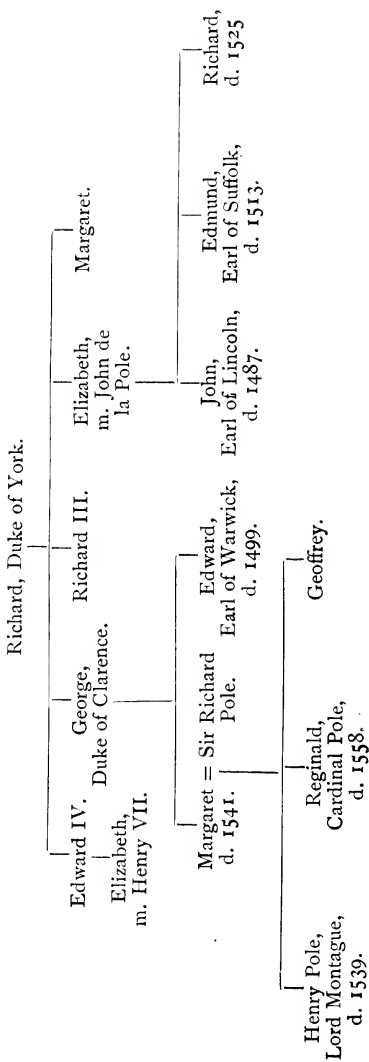 Richard, Duke of York.
Edward IV.
George,
Duke of Clarence.
Richard III.
Elizabeth,
m. John de
la Pole.
Margaret.
Elizabeth,
m. Henry VII.
Margaret = Sir Richard
d. 1541. Pole.
Edward,
Earl of Warwick,
d. 1499.
John,
Earl of Lincoln,
d. 1487.
Edmund,
Earl of Suffolk,
d. 1513.
Richard,
d. 1525
Henry Pole,
Lord Montague,
d. 1539.
Reginald,
Cardinal Pole,
d. 1558.
Geoffrey.